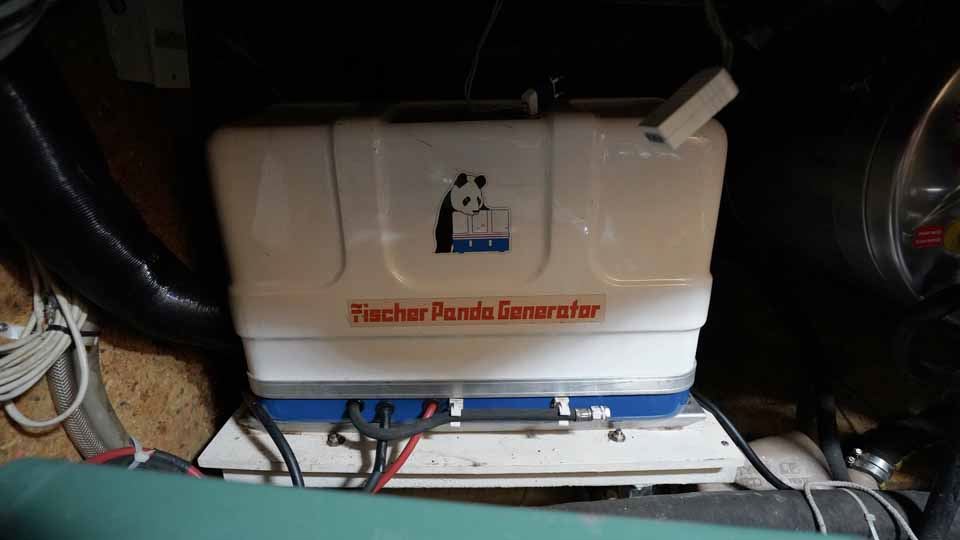 Fischer Panda Generator